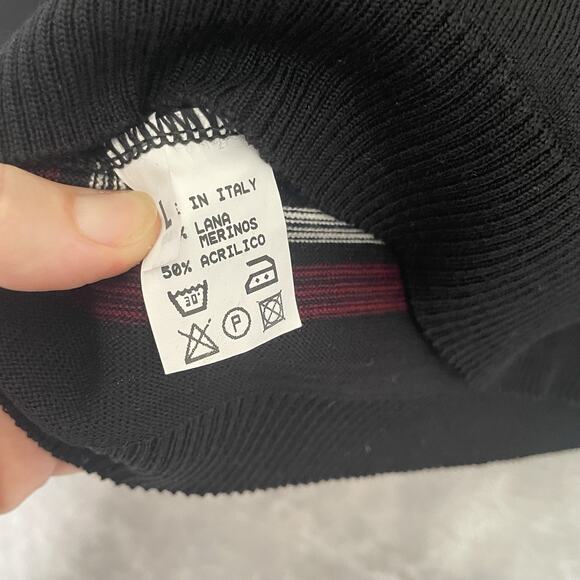 IN ITALY
% LANA
MERINOS
50% ACRILICO
30°
P